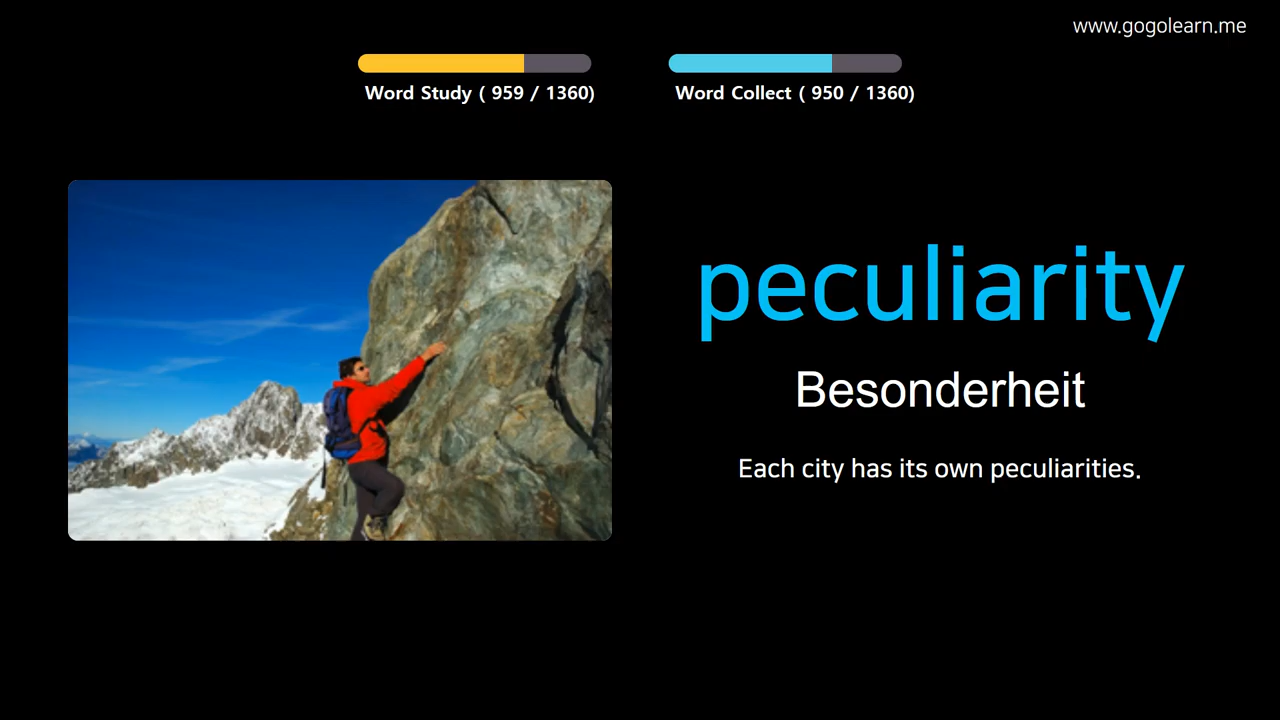 www.gogolearn.me
Word Study ( 959 / 1360)
Word Collect ( 950 / 1360)
peculiarity
Besonderheit
Each city has its own peculiarities.